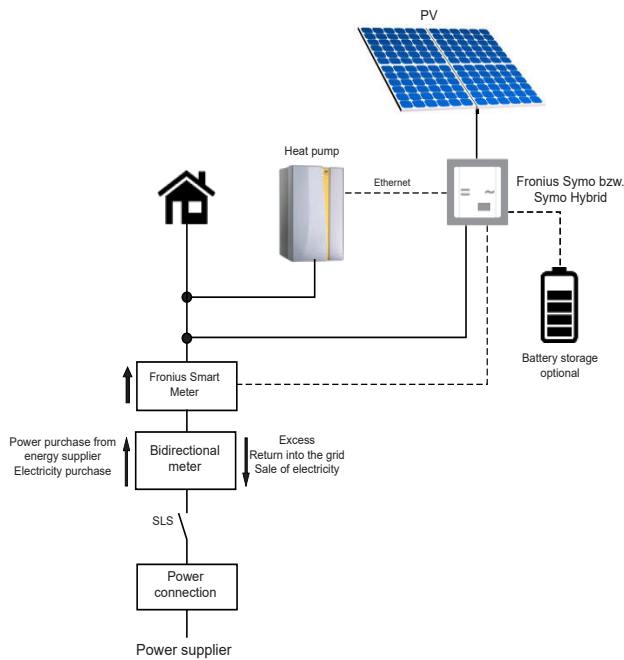 PV
Heat pump
Ethernet
Fronius Symo bzw.
Symo Hybrid
Battery storage
optional
Fronius Smart
Meter
Power purchase from
energy supplier
Electricity purchase
Bidirectional
meter
Excess
Return into the grid
Sale of electricity
SLS
Power
connection
Power supplier